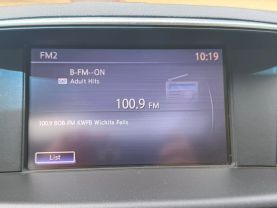 FM2 10:19
B-FM--ON
Adult Hits
100.9 FM
100.9 BOB-FM KWFB Wichita Falls
List